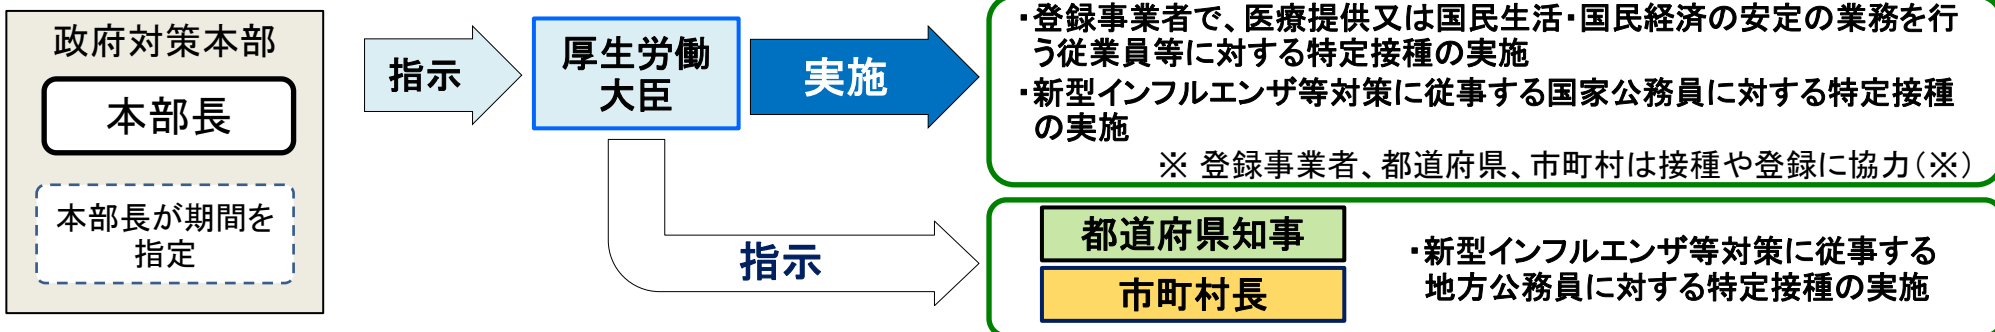 政府対策本部
本部長
本部長が期間を
指定
指示
厚生労働
大臣
実施
・登録事業者で、医療提供又は国民生活・国民経済の安定の業務を行
う従業員等に対する特定接種の実施
・新型インフルエンザ等対策に従事する国家公務員に対する特定接種
の実施
※ 登録事業者、都道府県、市町村は接種や登録に協力(※)
指示
都道府県知事
市町村長
・新型インフルエンザ等対策に従事する
地方公務員に対する特定接種の実施